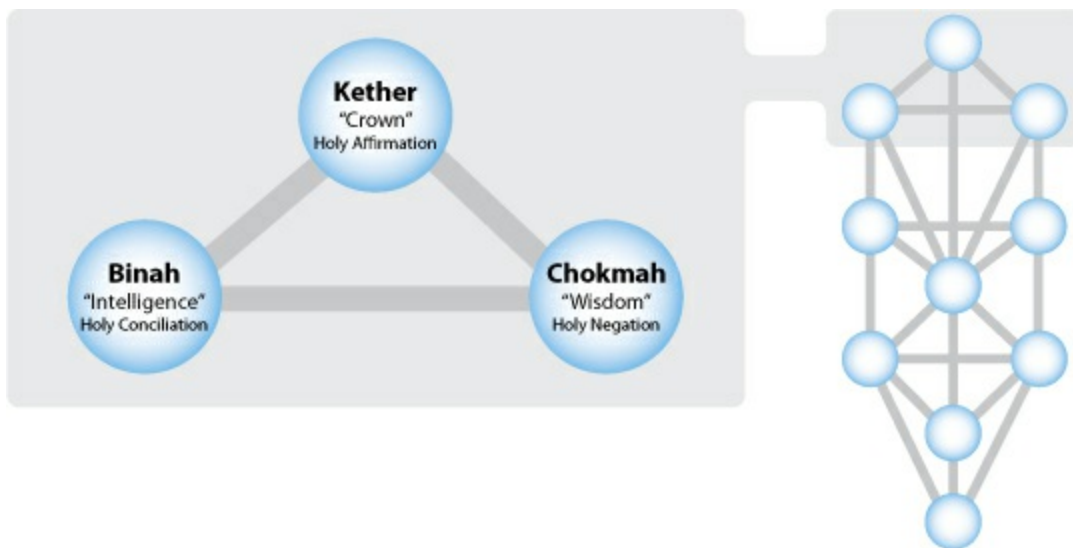 Kether
“Crown”
Holy Affirmation
Binah
“Intelligence”
Holy Conciliation
Chokmah
“Wisdom”
Holy Negation